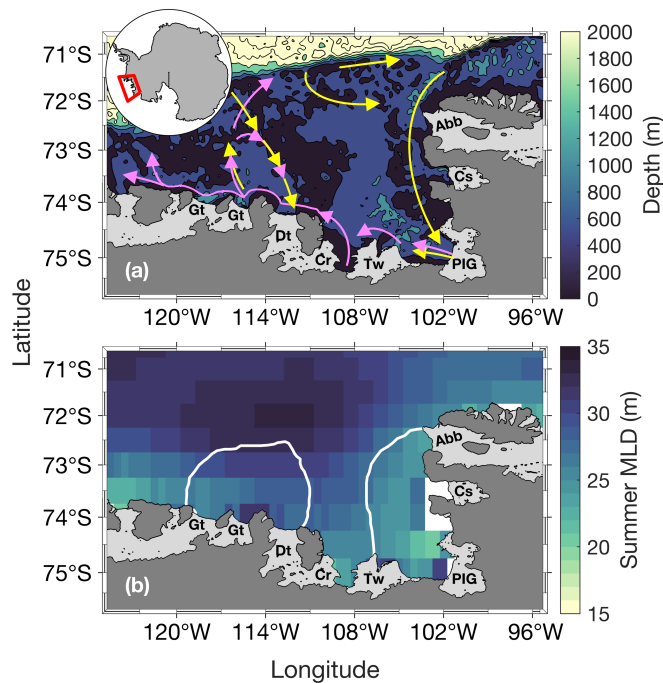 71°S
72°S
73°S
74°S
75°S
Abb
Cs
Gt
Gt
Dt
Cr
Tw
PIG
(a)
120°W
114°W
108°W
102°W
96°W
2000
1800
1600
1400
1200
1000
800
600
400
200
0
Depth (m)
Latitude
71°S
72°S
73°S
74°S
75°S
Abb
Cs
Gt
Gt
Dt
Cr
Tw
PIG
(b)
120°W
114°W
108°W
102°W
96°W
35
30
25
20
15
Summer MLD (m)
Longitude